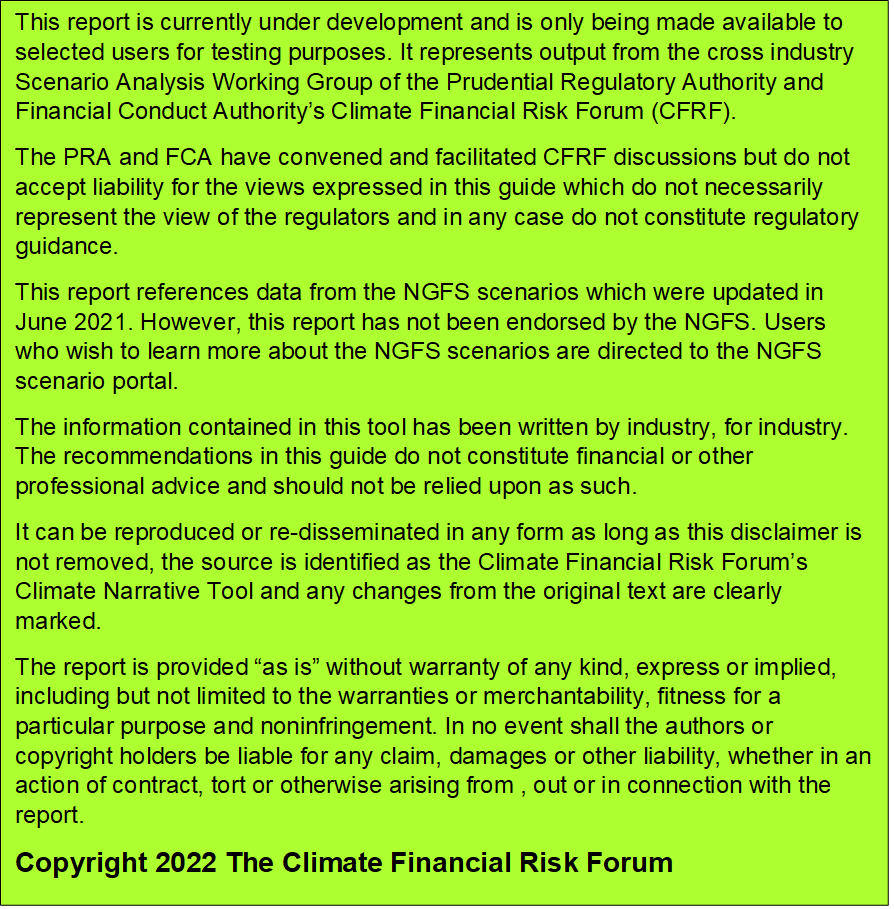 This report is currently under development and is only being made available to
selected users for testing purposes. It represents output from the cross industry
Scenario Analysis Working Group of the Prudential Regulatory Authority and
Financial Conduct Authority’s Climate Financial Risk Forum (CFRF).
The PRA and FCA have convened and facilitated CFRF discussions but do not
accept liability for the views expressed in this guide which do not necessarily
represent the view of the regulators and in any case do not constitute regulatory
guidance.
This report references data from the NGFS scenarios which were updated in
June 2021. However, this report has not been endorsed by the NGFS. Users
who wish to learn more about the NGFS scenarios are directed to the NGFS
scenario portal.
The information contained in this tool has been written by industry, for industry.
The recommendations in this guide do not constitute financial or other
professional advice and should not be relied upon as such.
It can be reproduced or re-disseminated in any form as long as this disclaimer is
not removed, the source is identified as the Climate Financial Risk Forum’s
Climate Narrative Tool and any changes from the original text are clearly
marked.
The report is provided “as is” without warranty of any kind, express or implied,
including but not limited to the warranties or merchantability, fitness for a
particular purpose and noninfringement. In no event shall the authors or
copyright holders be liable for any claim, damages or other liability, whether in an
action of contract, tort or otherwise arising from , out or in connection with the
report.
Copyright 2022 The Climate Financial Risk Forum